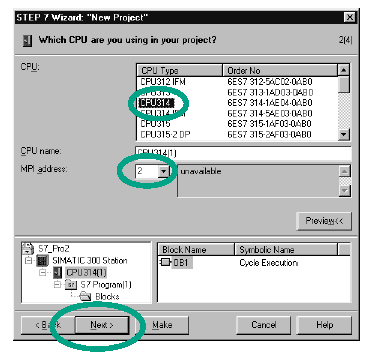 STEP 7 Wizard: "New Project"
Which CPU are you using in your project?
2(4)
CPU:
CPU Type Order No
CPU312 IFM 6ES7 312-5AC02-0AB0
CPU313 6ES7 313-1AD03-0AB0
CPU314 6ES7 314-1AE04-0AB0
6ES7 314-5AE03-0AB0
CPU315 6ES7 315-1AF03-0AB0
CPU315-2 DP 6ES7 315-2AF03-0AB0
CPU name:
CPU314(1)
MPI address:
2
unavailable
Preview<<
S7_Pro2
SIMATIC 300 Station
CPU314(1)
S7 Program(1)
Blocks
Block Name Symbolic Name
OB1 Cycle Execution
Next >
Make
Cancel
Help